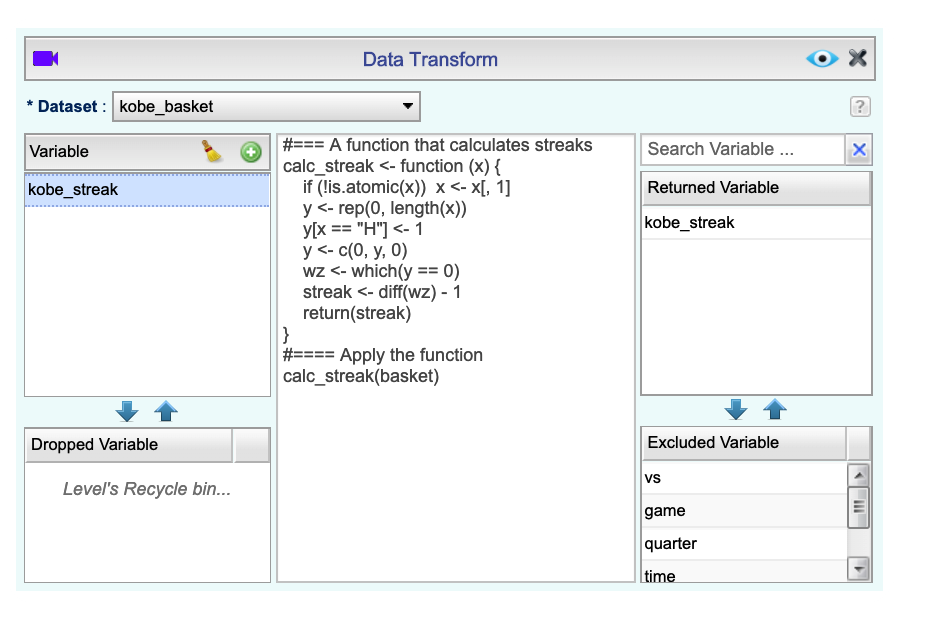 Data Transform
* Dataset : kobe_basket
?
Variable
kobe_streak
Dropped Variable
Level's Recycle bin...
#=== A function that calculates streaks
calc_streak <- function (x) {
    if (!is.atomic(x))  x <- x[, 1]
    y <- rep(0, length(x))
    y[x == "H"] <- 1
    y <- c(0, y, 0)
    wz <- which(y == 0)
    streak <- diff(wz) - 1
    return(streak)
}
#==== Apply the function
calc_streak(basket)
Search Variable ...
Returned Variable
kobe_streak
Excluded Variable
vs
game
quarter
time